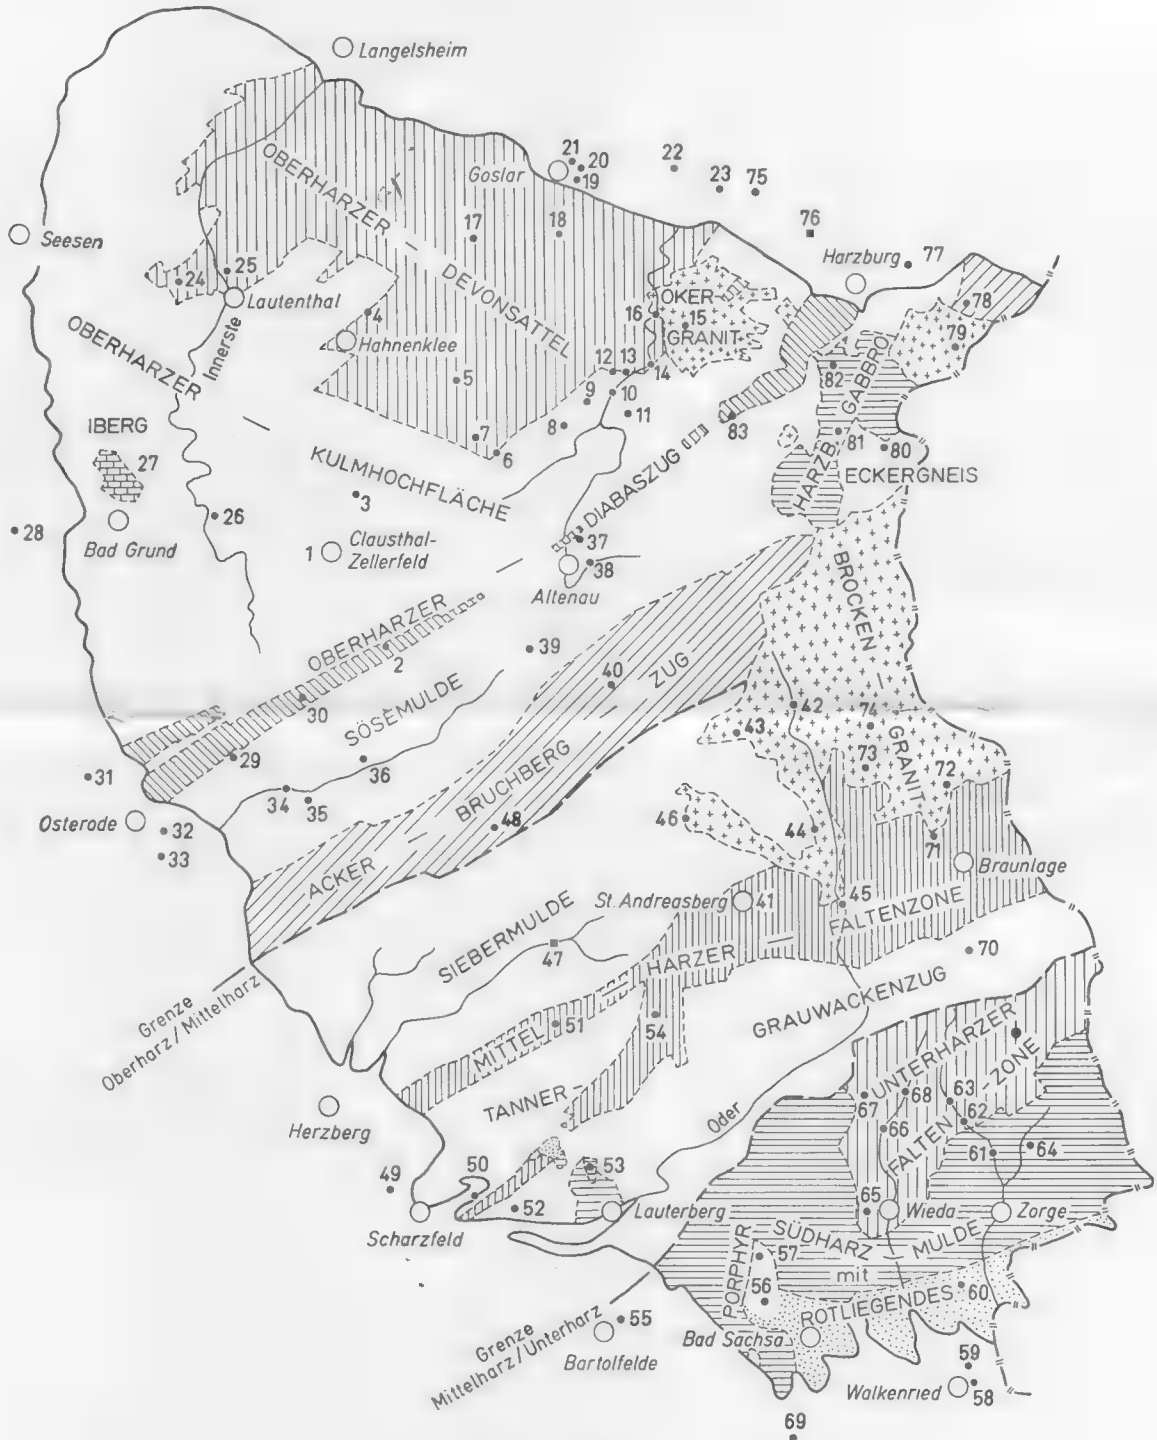 Langelsheim
21
20
19
Goslar
22
23
75
76
77
Harzburg
Seesen
OBERHARZER – DEVONSATTEL
17
18
24
25
Lautenthal
4
Hahnenklee
16
OKER
15
GRANIT
78
79
OBERHARZER
Innerste
5
12
13
14
10
9
11
8
7
6
83
82
HARZB. GABBRO
81
80
ECKERGNEIS
IBERG
27
KULMHOCHFLÄCHE
3
28
Bad Grund
26
1
Clausthal-
Zellerfeld
DIABASZUG
37
38
Altenau
BROCKEN
OBERHARZER
2
39
40
ZUG
30
SÖSEMULDE
42
74
43
GRANIT
73
72
29
36
31
34
35
BRUCHBERG
Osterode
32
33
48
46
44
71
ACKER
Braunlage
St. Andreasberg
41
45
FALTENZONE
SIEBERMULDE
47
HARZER
70
Grenze
Oberharz / Mittelharz
GRAUWACKENZUG
51
MITTEL
54
TANNER
Oder
UNTERHARZER
67
68
63
ZONE
62
66
FALTEN
61
64
Herzberg
49
50
53
52
Lauterberg
65
Wieda
Zorge
Scharzfeld
SÜDHARZ – MULDE
57
mit
PORPHYR
56
60
ROTLIEGENDES
Grenze
Mittelharz / Unterharz
55
Bartolfelde
Bad Sachsa
59
Walkenried
58
69